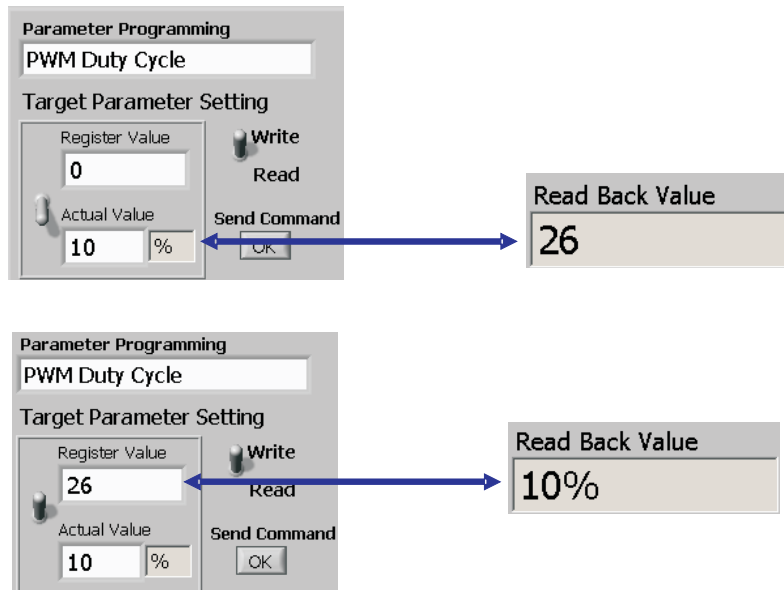 Parameter Programming
PWM Duty Cycle
Target Parameter Setting
Register Value
Write
0
Read
Actual Value
Send Command
10 %
OK
Read Back Value
26
Parameter Programming
PWM Duty Cycle
Target Parameter Setting
Register Value
Write
26
Read
Actual Value
Send Command
10 %
OK
Read Back Value
10%